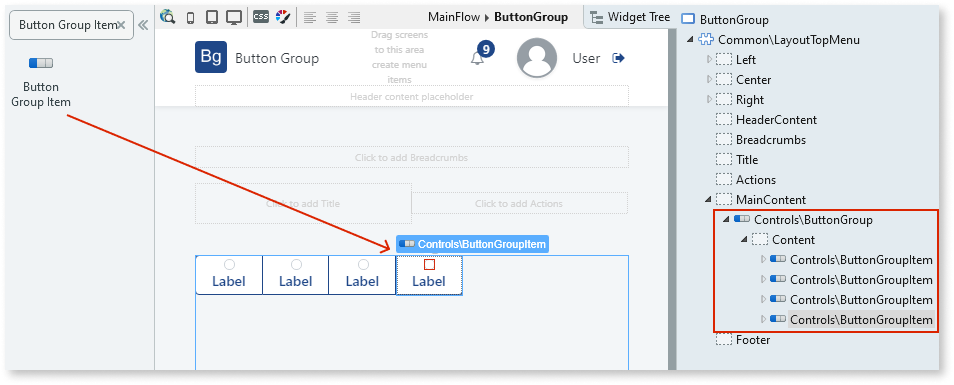 Button Group Item
Button
Group Item
CSS
MainFlow ▸ ButtonGroup
Widget Tree
Bg
Button Group
Drag screens
to this area
create menu
items
9
User
Header content placeholder
Click to add Breadcrumbs
Click to add Title
Click to add Actions
Controls\ButtonGroupItem
Label
Label
Label
Label
ButtonGroup
Common\LayoutTopMenu
Left
Center
Right
HeaderContent
Breadcrumbs
Title
Actions
MainContent
Controls\ButtonGroup
Content
Controls\ButtonGroupItem
Controls\ButtonGroupItem
Controls\ButtonGroupItem
Controls\ButtonGroupItem
Footer